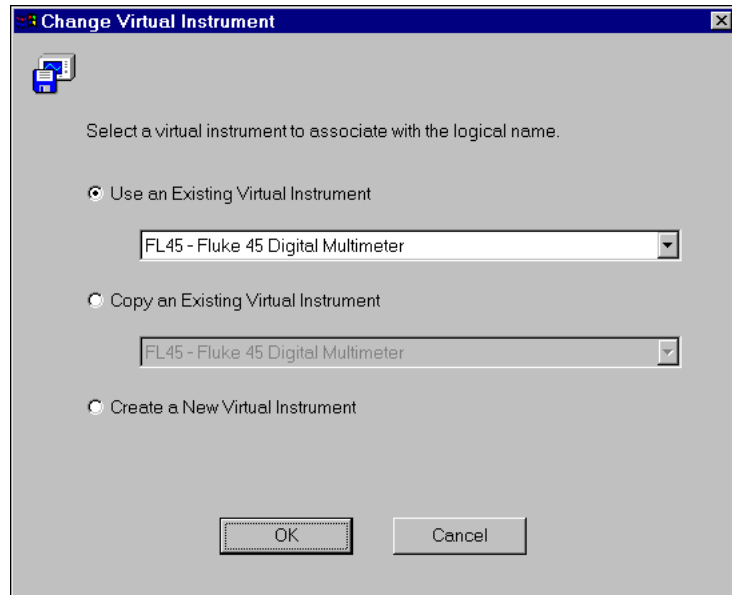 Change Virtual Instrument
Select a virtual instrument to associate with the logical name.
Use an Existing Virtual Instrument
FL45 - Fluke 45 Digital Multimeter
Copy an Existing Virtual Instrument
FL45 - Fluke 45 Digital Multimeter
Create a New Virtual Instrument
OK
Cancel